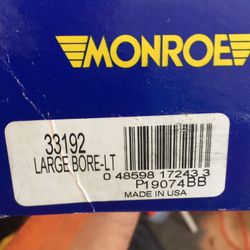 MONROE
33192
LARGE BORE-LT
0 48598 17243 3
P19074BB
MADE IN USA